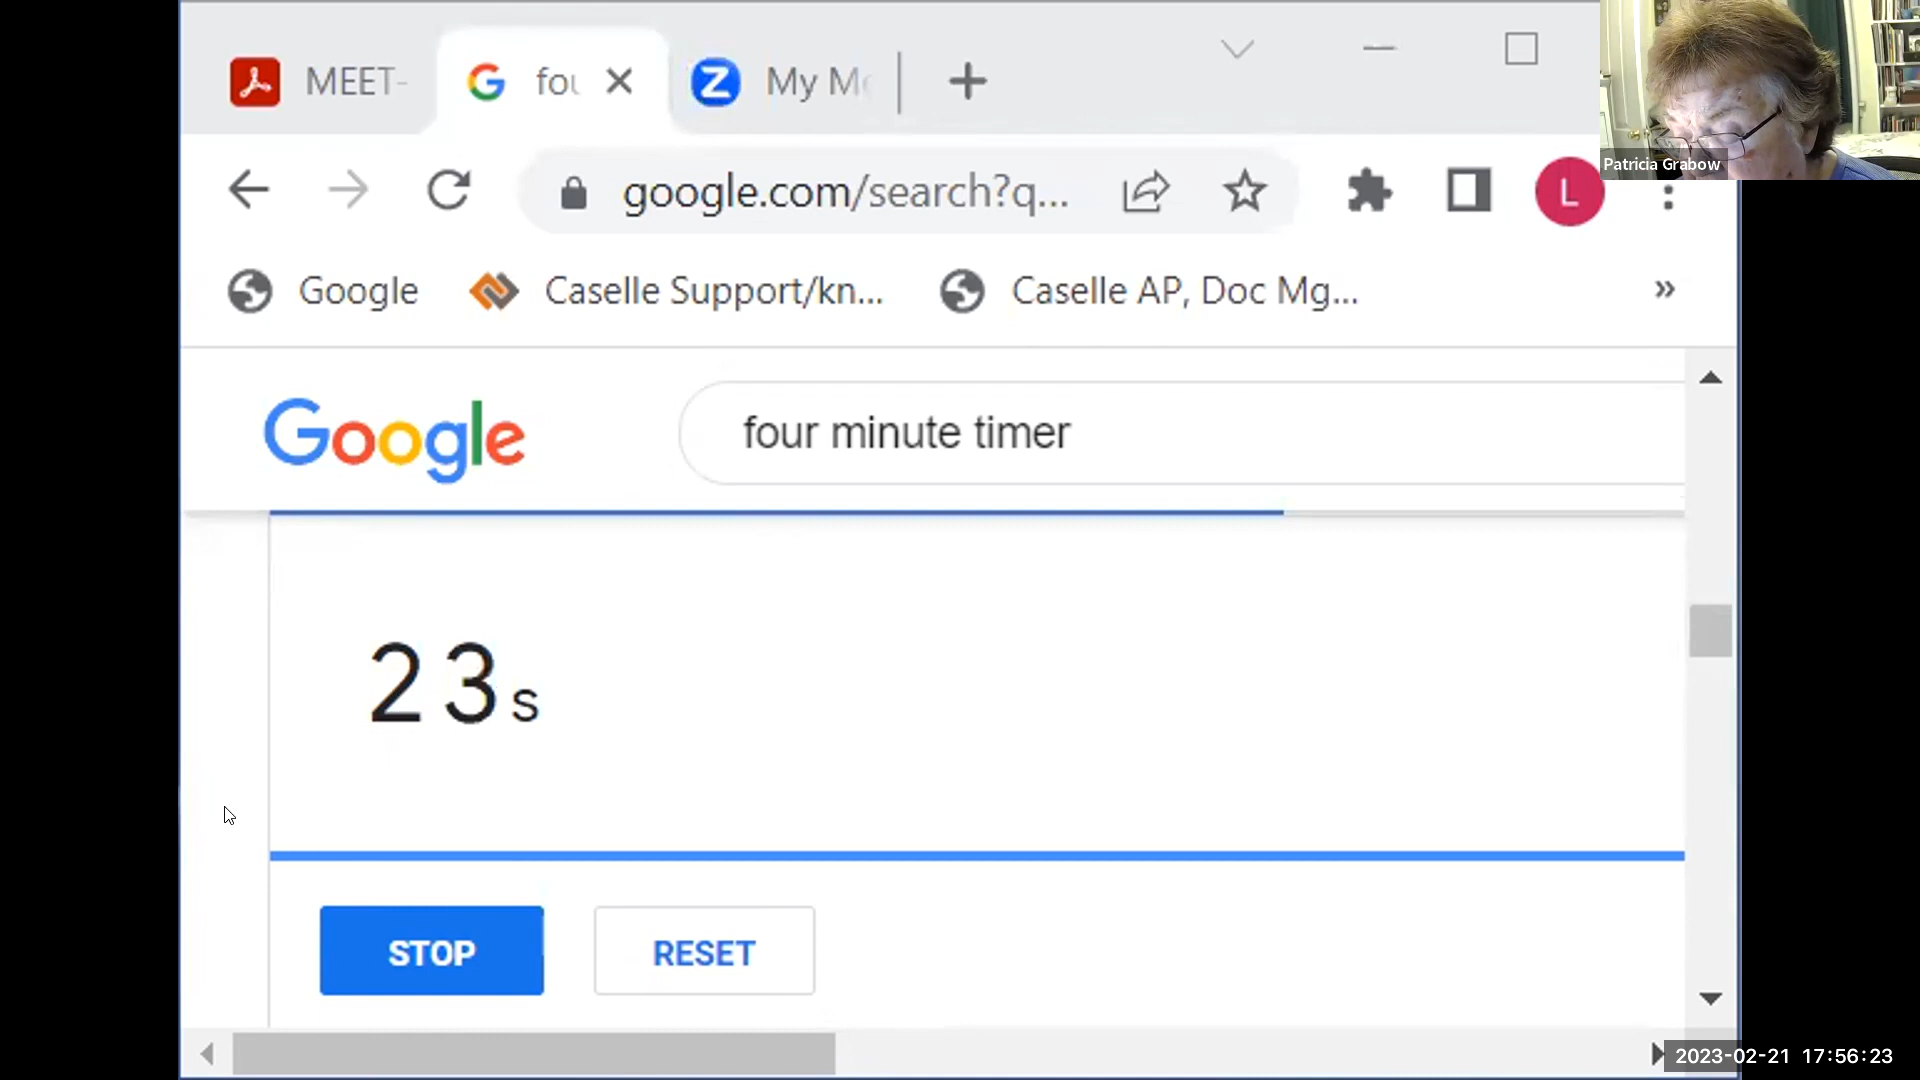 MEET-
fou
My Mo
google.com/search?q...
L
Patricia Grabow
Google
Caselle Support/kn...
Caselle AP, Doc Mg...
»
Google
four minute timer
23s
STOP
RESET
2023-02-21 17:56:23